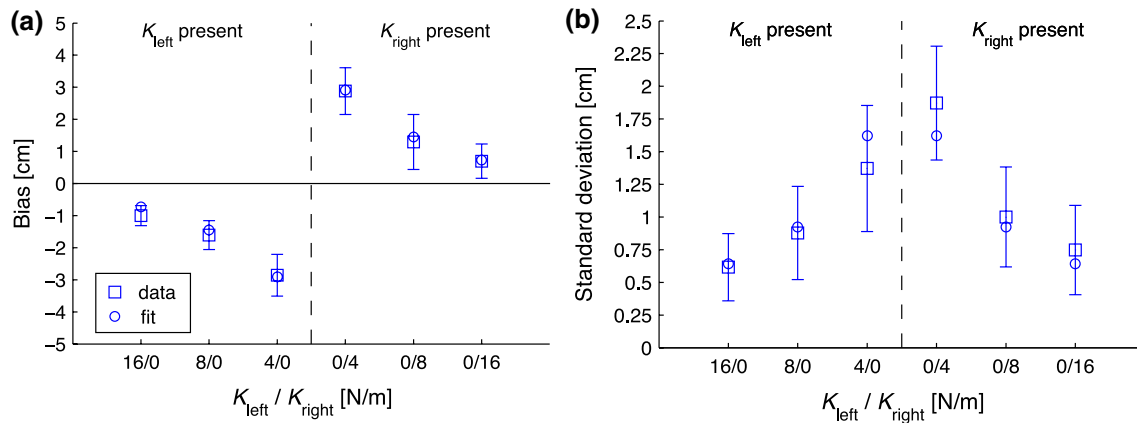 (a)
K_left present
K_right present
Bias [cm]
5
4
3
2
1
0
−1
−2
−3
−4
−5
data
fit
16/0 8/0 4/0 0/4 0/8 0/16
K_left / K_right [N/m]
(b)
K_left present
K_right present
Standard deviation [cm]
2.5
2.25
2
1.75
1.5
1.25
1
0.75
0.5
0.25
0
16/0 8/0 4/0 0/4 0/8 0/16
K_left / K_right [N/m]